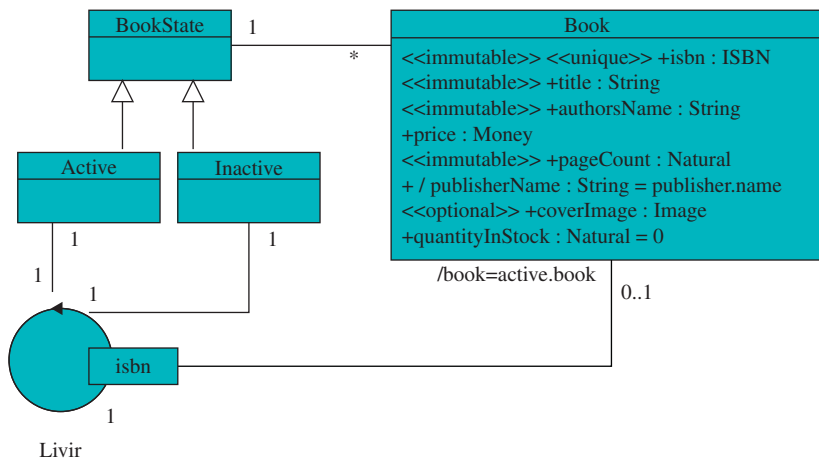 BookState
1
*
Book
<<immutable>> <<unique>> +isbn : ISBN
<<immutable>> +title : String
<<immutable>> +authorsName : String
+price : Money
<<immutable>> +pageCount : Natural
+ / publisherName : String = publisher.name
<<optional>> +coverImage : Image
+quantityInStock : Natural = 0
Active
Inactive
1
1
1
1
/book=active.book
0..1
isbn
1
Livir